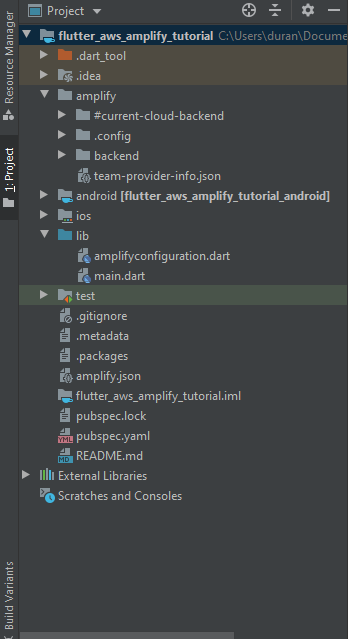 Project
flutter_aws_amplify_tutorial C:\Users\duran\Docume
.dart_tool
.idea
amplify
#current-cloud-backend
.config
backend
team-provider-info.json
android [flutter_aws_amplify_tutorial_android]
ios
lib
amplifyconfiguration.dart
main.dart
test
.gitignore
.metadata
.packages
amplify.json
flutter_aws_amplify_tutorial.iml
pubspec.lock
YML pubspec.yaml
MD README.md
External Libraries
Scratches and Consoles
Resource Manager
1: Project
Build Variants